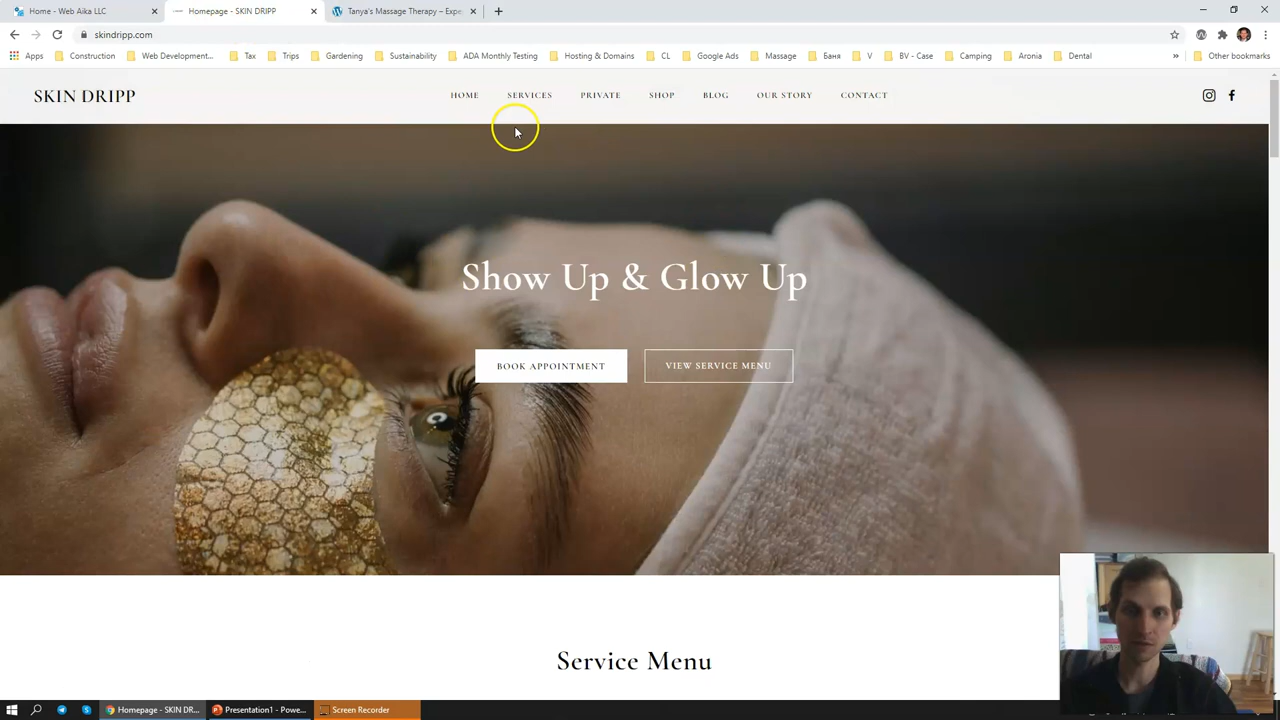 Home - Web Aika LLC
Homepage - SKIN DRIPP
Tanya's Massage Therapy – Expe
skindripp.com
Apps Construction Web Development... Tax Trips Gardening Sustainability ADA Monthly Testing Hosting & Domains CL Google Ads Massage Баня V BV - Case Camping Aronia Dental » Other bookmarks
SKIN DRIPP
HOME SERVICES PRIVATE SHOP BLOG OUR STORY CONTACT
Show Up & Glow Up
BOOK APPOINTMENT
VIEW SERVICE MENU
Service Menu
Homepage - SKIN DR...
Presentation1 - Powe...
Screen Recorder